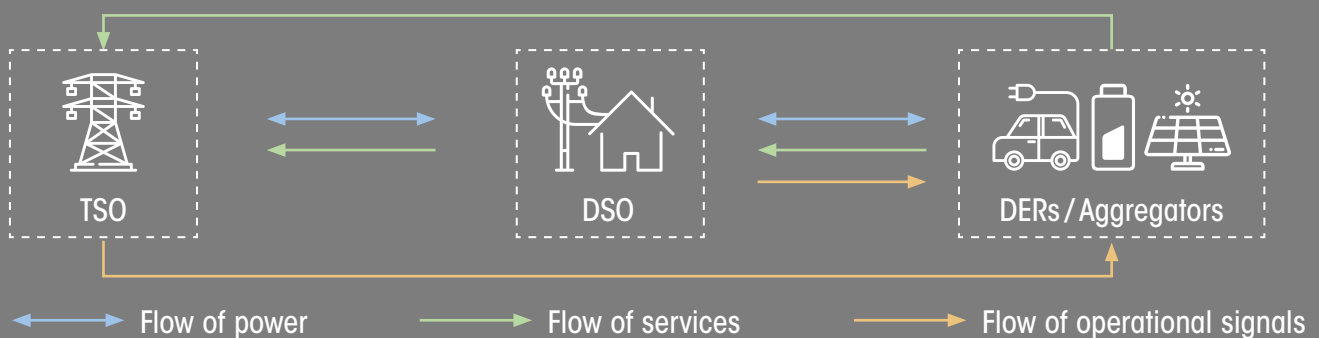 TSO
DSO
DERs / Aggregators
Flow of power
Flow of services
Flow of operational signals